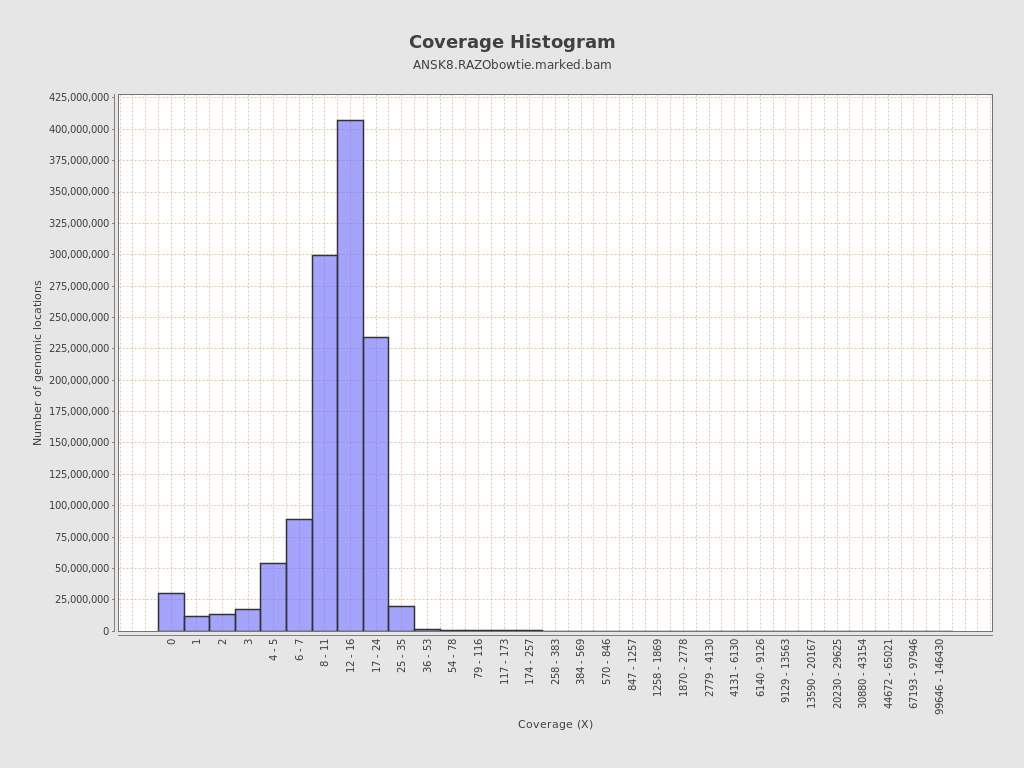 Coverage Histogram
ANSK8.RAZObowtie.marked.bam
425,000,000
400,000,000
375,000,000
350,000,000
325,000,000
300,000,000
275,000,000
250,000,000
225,000,000
200,000,000
175,000,000
150,000,000
125,000,000
100,000,000
75,000,000
50,000,000
25,000,000
0
Number of genomic locations
0
1
2
3
4 - 5
6 - 7
8 - 11
12 - 16
17 - 24
25 - 35
36 - 53
54 - 78
79 - 116
117 - 173
174 - 257
258 - 383
384 - 569
570 - 846
847 - 1257
1258 - 1869
1870 - 2778
2779 - 4130
4131 - 6130
6140 - 9126
9129 - 13563
13590 - 20167
20230 - 29625
30880 - 43154
44672 - 65021
67193 - 97946
99646 - 146430
Coverage (X)